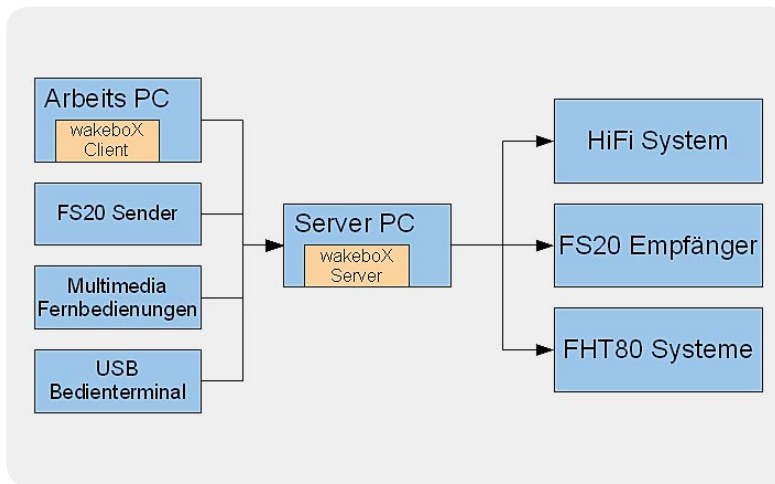 Arbeits PC
wakeboX
Client
FS20 Sender
Multimedia
Fernbedienungen
USB
Bedienterminal
Server PC
wakeboX
Server
HiFi System
FS20 Empfänger
FHT80 Systeme